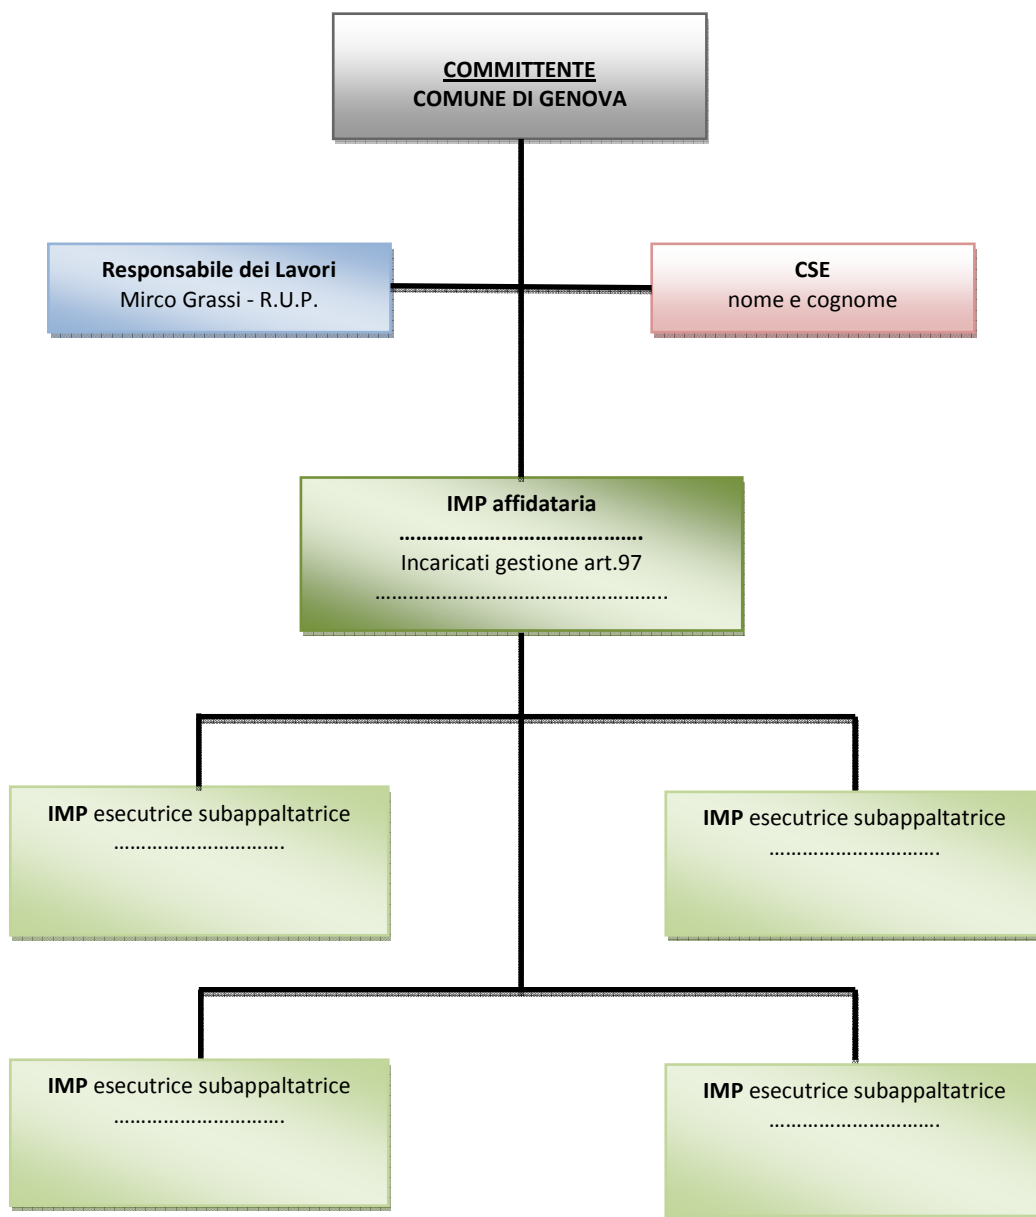 COMMITTENTE
COMUNE DI GENOVA
Responsabile dei Lavori
Mirco Grassi - R.U.P.
CSE
nome e cognome
IMP affidataria
…………………………………….
Incaricati gestione art.97
……………………………………………..
IMP esecutrice subappaltatrice
………………………….
IMP esecutrice subappaltatrice
………………………….
IMP esecutrice subappaltatrice
………………………….
IMP esecutrice subappaltatrice
………………………….